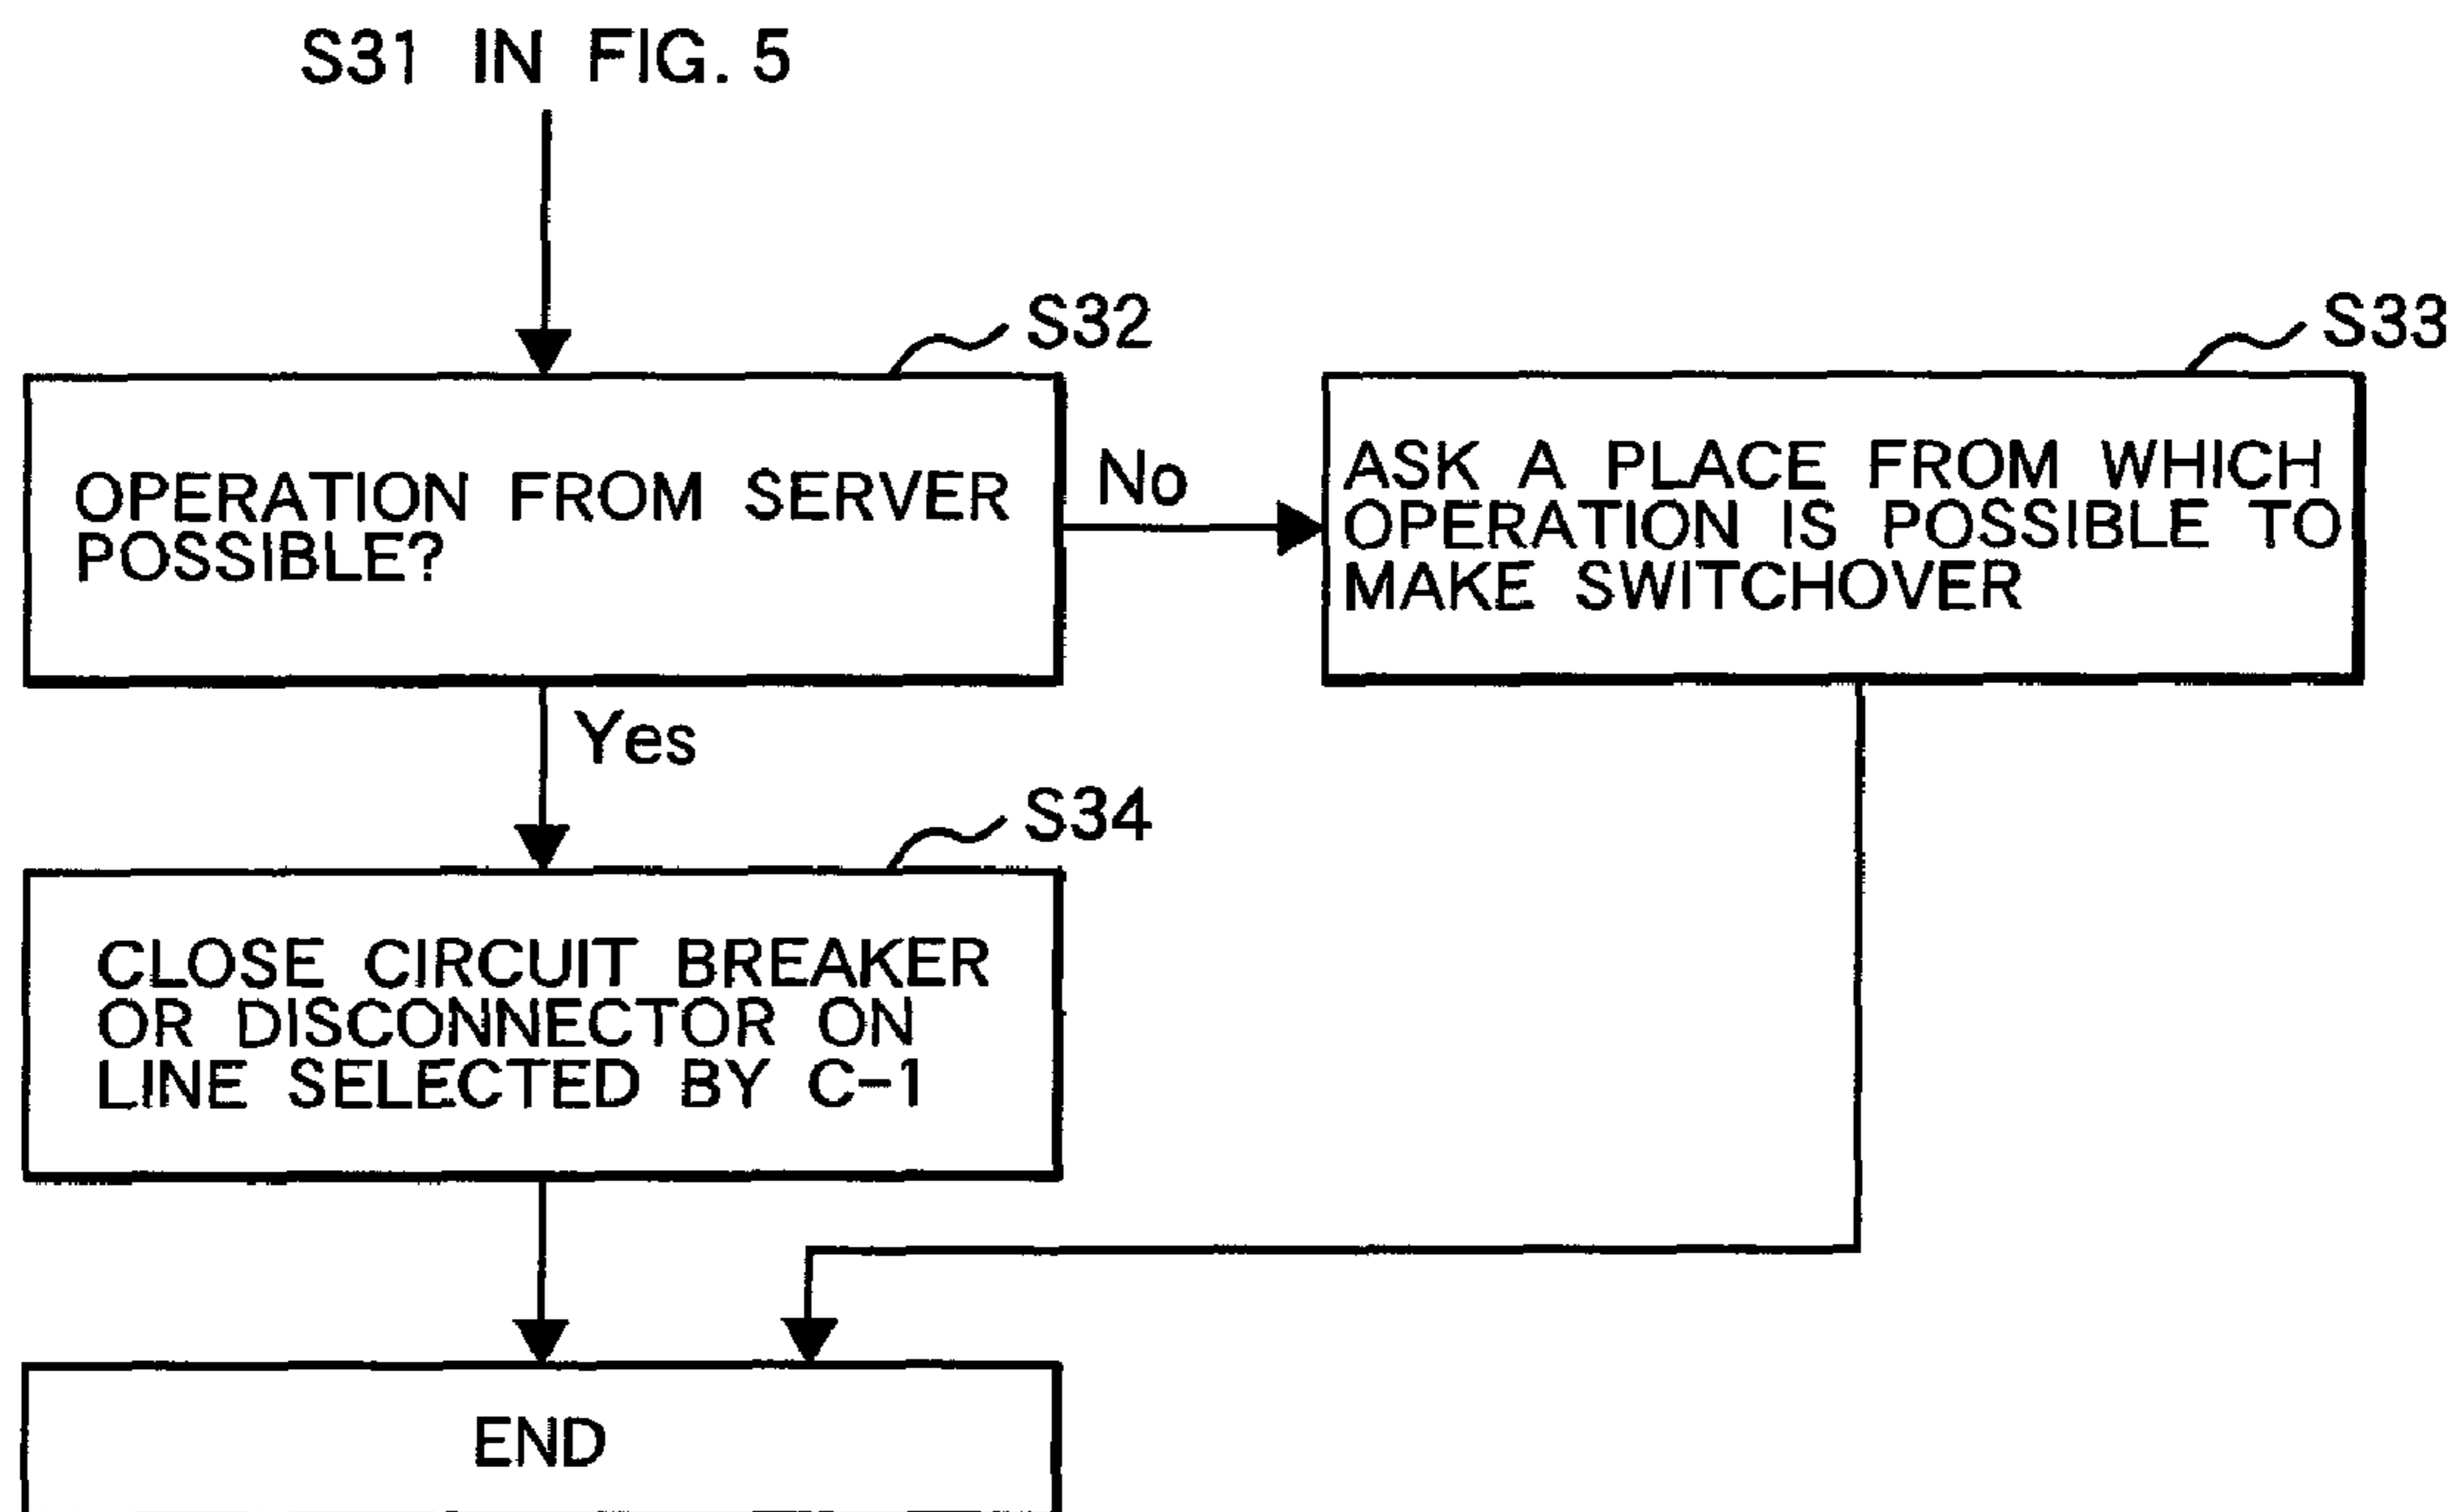 S31 IN FIG. 5
S32
S33
OPERATION FROM SERVER
POSSIBLE?
No
ASK A PLACE FROM WHICH
OPERATION IS POSSIBLE TO
MAKE SWITCHOVER
Yes
S34
CLOSE CIRCUIT BREAKER
OR DISCONNECTOR ON
LINE SELECTED BY C-1
END